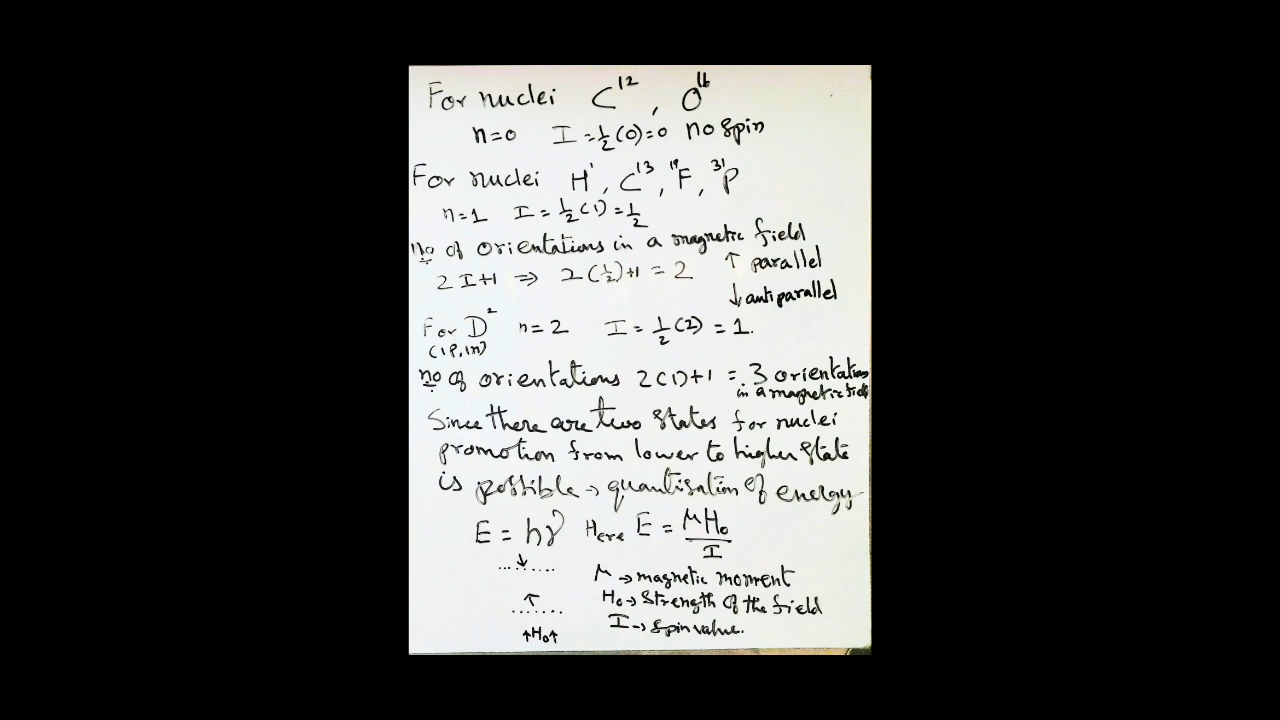 For nuclei C¹², O¹⁶
n=0 I = ½(0)=0 no spin
For nuclei H¹, C¹³, ¹⁹F, ³¹P
n=1 I = ½(1) = ½
no of orientations in a magnetic field
2I+1 ⇒ 2(½)+1 = 2 ↑ parallel
↓ antiparallel
For D² n=2 I = ½(2) = 1.
(1P,1n)
no of orientations 2(1)+1 = 3 orientations
in a magnetic field
Since there are two states for nuclei
promotion from lower to higher state
is possible → quantisation of energy
E = hγ Here E = μH₀/I
...↓.....
μ → magnetic moment
↑
H₀ → strength of the field
.......
I → spin value.
↑H₀↑